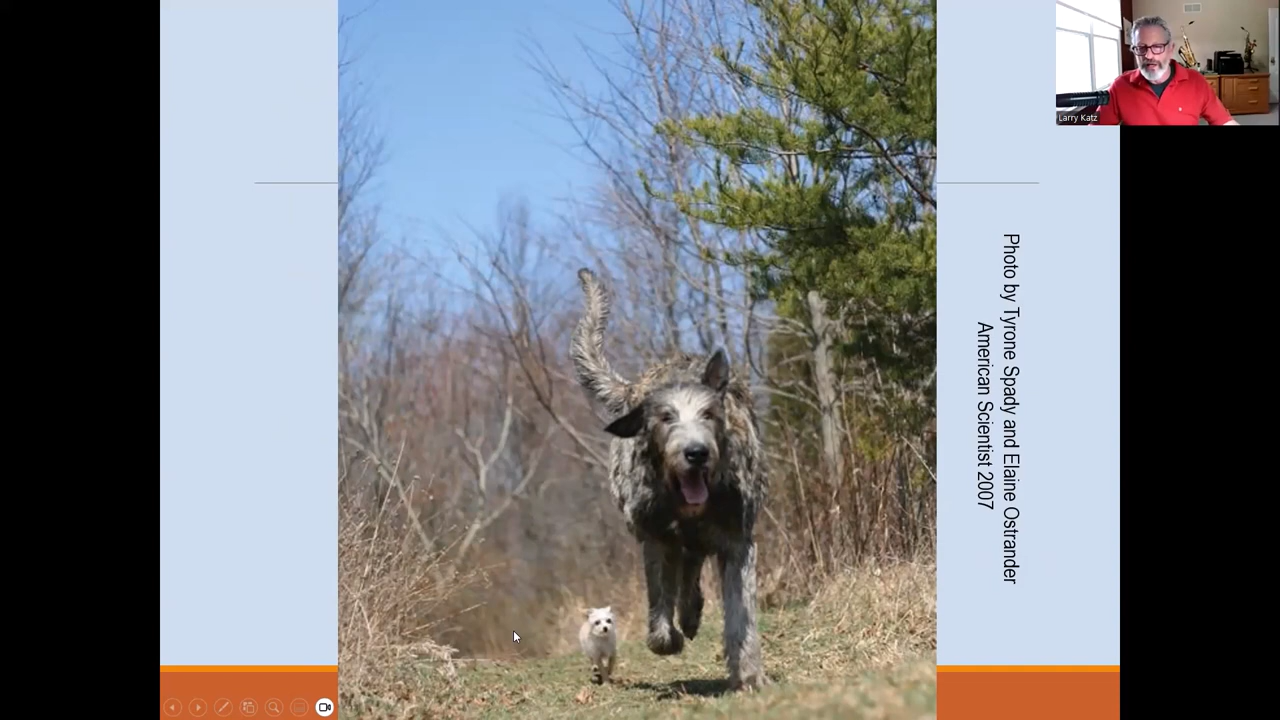 Larry Katz
Photo by Tyrone Spady and Elaine Ostrander
American Scientist 2007